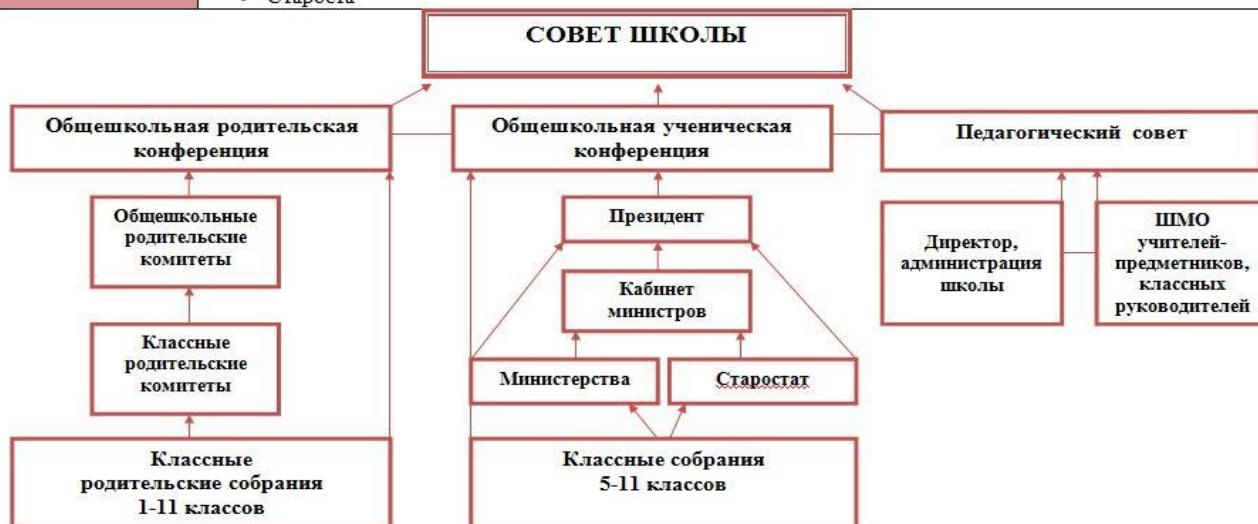 Староста
СОВЕТ ШКОЛЫ
Общешкольная родительская
конференция
Общешкольная ученическая
конференция
Педагогический совет
Общешкольные
родительские
комитеты
Президент
Директор,
администрация
школы
ШМО
учителей-
предметников,
классных
руководителей
Кабинет
министров
Классные
родительские
комитеты
Министерства
Старостат
Классные
родительские собрания
1-11 классов
Классные собрания
5-11 классов